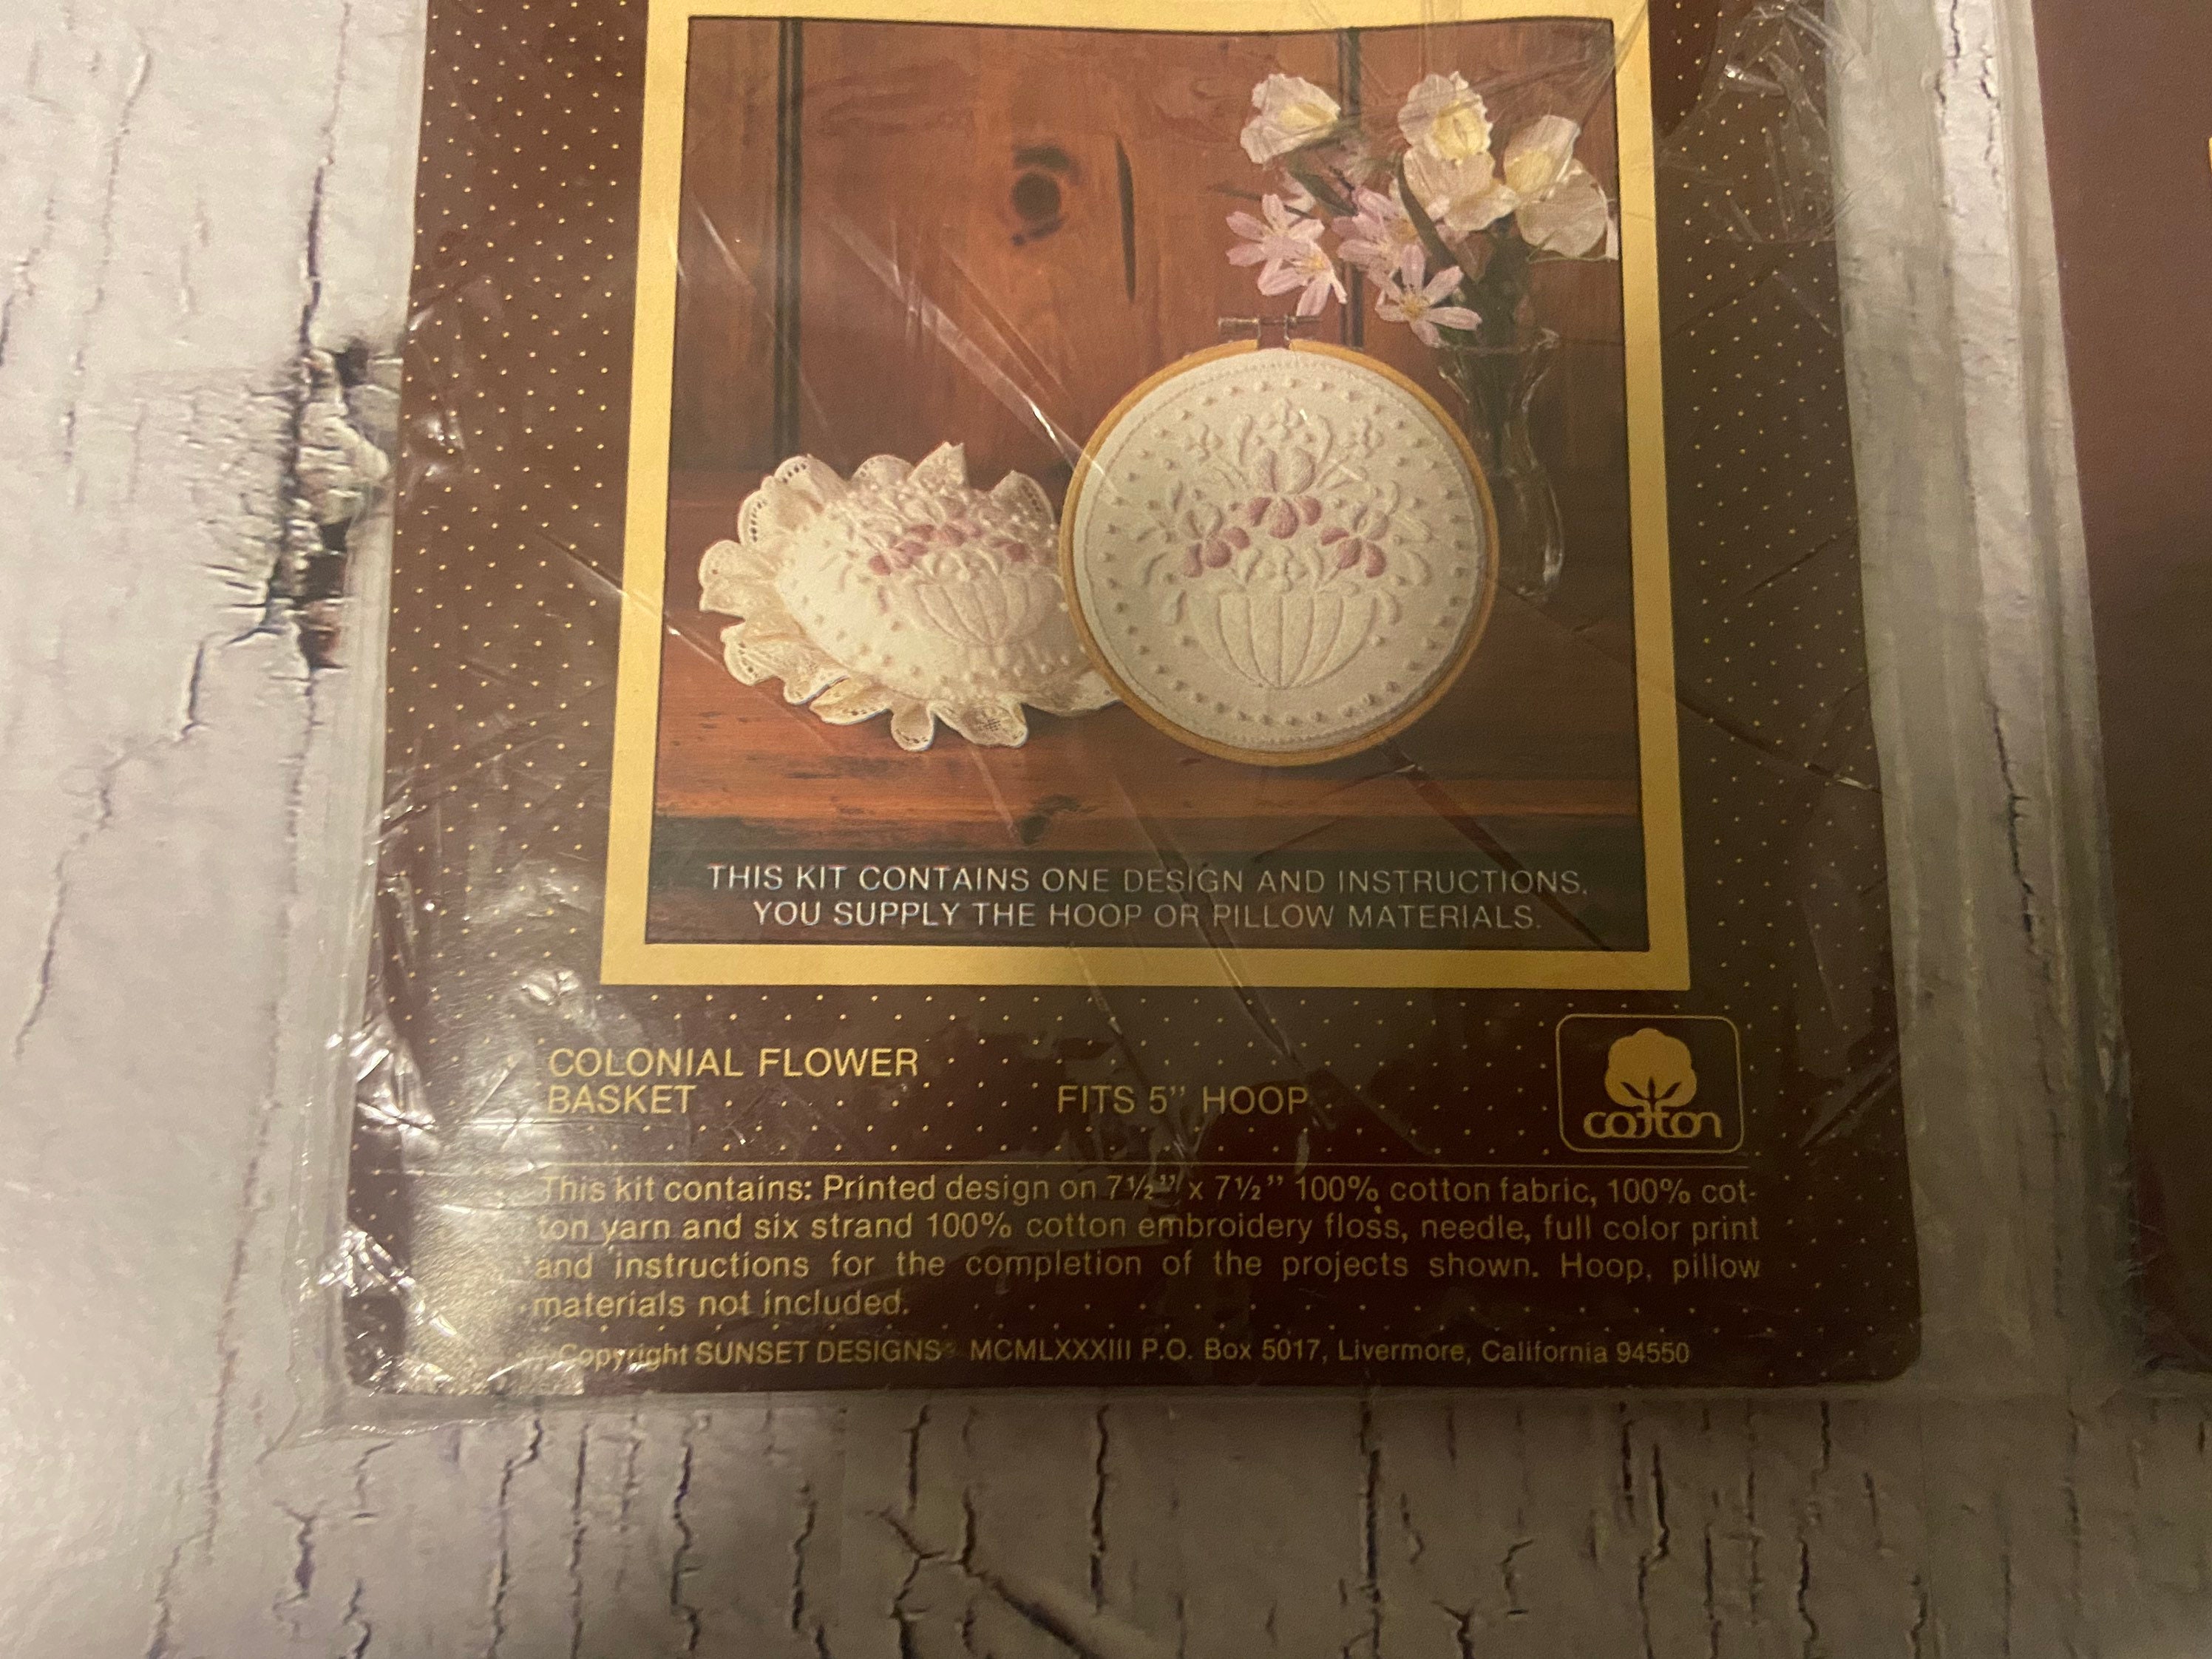 THIS KIT CONTAINS ONE DESIGN AND INSTRUCTIONS.
YOU SUPPLY THE HOOP OR PILLOW MATERIALS.
COLONIAL FLOWER
BASKET
FITS 5" HOOP
cotton
This kit contains: Printed design on 7½" x 7½" 100% cotton fabric, 100% cot-
ton yarn and six strand 100% cotton embroidery floss, needle, full color print
and instructions for the completion of the projects shown. Hoop, pillow
materials not included.
Copyright SUNSET DESIGNS® MCMLXXXIII P.O. Box 5017, Livermore, California 94550